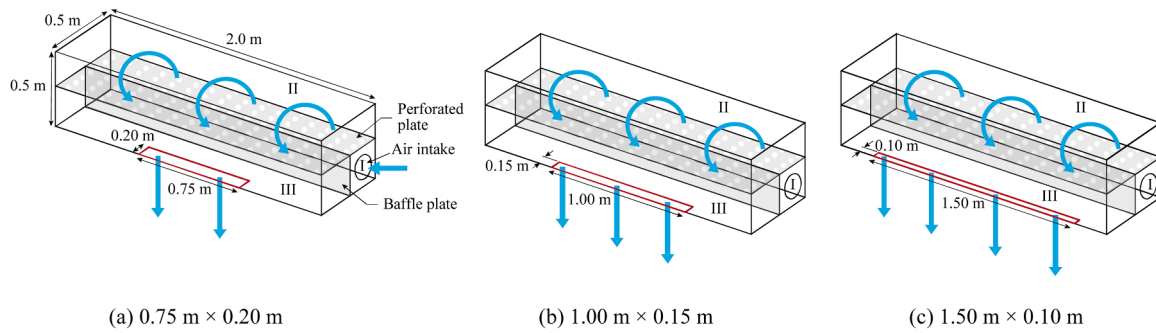 0.5 m
2.0 m
0.5 m
II
Perforated
plate
Air intake
I
0.20 m
0.75 m
III
Baffle plate
(a) 0.75 m × 0.20 m
II
I
0.15 m
1.00 m
III
(b) 1.00 m × 0.15 m
II
I
0.10 m
1.50 m
III
(c) 1.50 m × 0.10 m